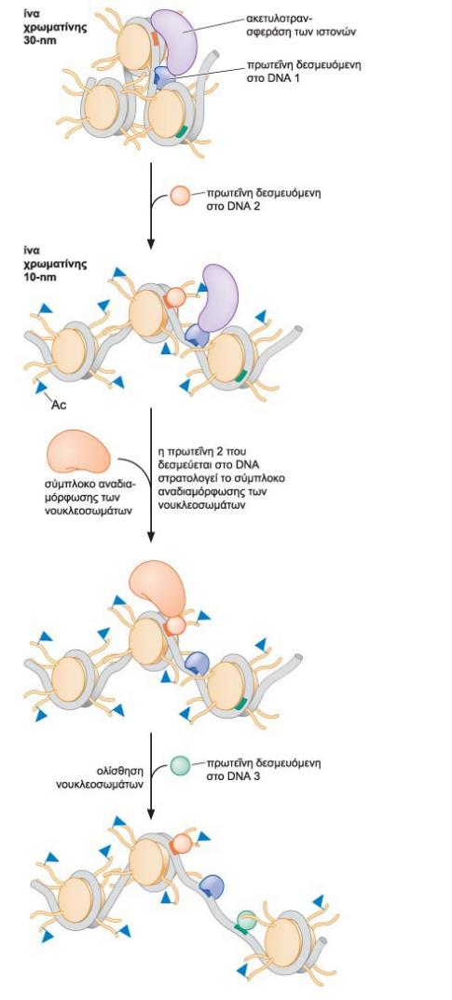 ίνα
χρωματίνης
30-nm
ακετυλοτραν-
σφεράση των ιστονών
πρωτεΐνη δεσμευόμενη
στο DNA 1
πρωτεΐνη δεσμευόμενη
στο DNA 2
ίνα
χρωματίνης
10-nm
Ac
η πρωτεΐνη 2 που
δεσμεύεται στο DNA
στρατολογεί το σύμπλοκο
αναδιαμόρφωσης των
νουκλεοσωμάτων
σύμπλοκο αναδια-
μόρφωσης των
νουκλεοσωμάτων
ολίσθηση
νουκλεοσωμάτων
πρωτεΐνη δεσμευόμενη
στο DNA 3